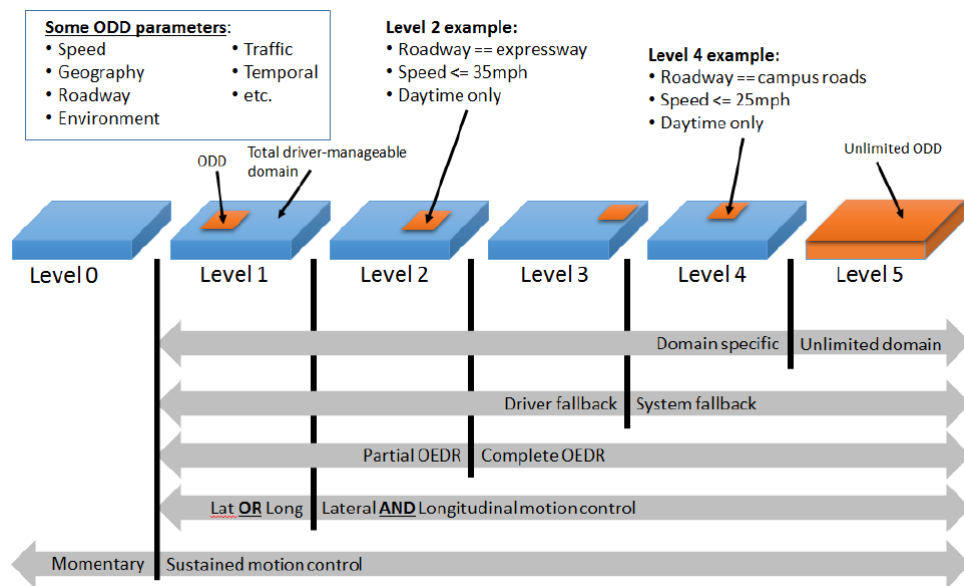 Some ODD parameters:
• Speed
• Geography
• Roadway
• Environment
• Traffic
• Temporal
• etc.
Level 2 example:
• Roadway == expressway
• Speed <= 35mph
• Daytime only
Level 4 example:
• Roadway == campus roads
• Speed <= 25mph
• Daytime only
ODD
Total driver-manageable
domain
Unlimited ODD
Level 0
Level 1
Level 2
Level 3
Level 4
Level 5
Domain specific
Unlimited domain
Driver fallback
System fallback
Partial OEDR
Complete OEDR
Lat OR Long
Lateral AND Longitudinal motion control
Momentary
Sustained motion control